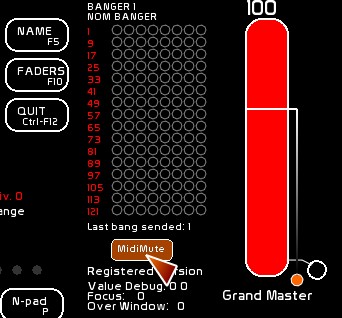 100
BANGER 1
NOM BANGER
NAME
F5
FADERS
F10
QUIT
Ctrl-F12
1
9
17
25
33
41
49
57
65
73
81
89
97
105
113
121
iv. 0
ange
Last bang sended: 1
MidiMute
Registered
Value Debug: 0 0
Focus: 0
Over Window: 0
Grand Master
N-pad
P